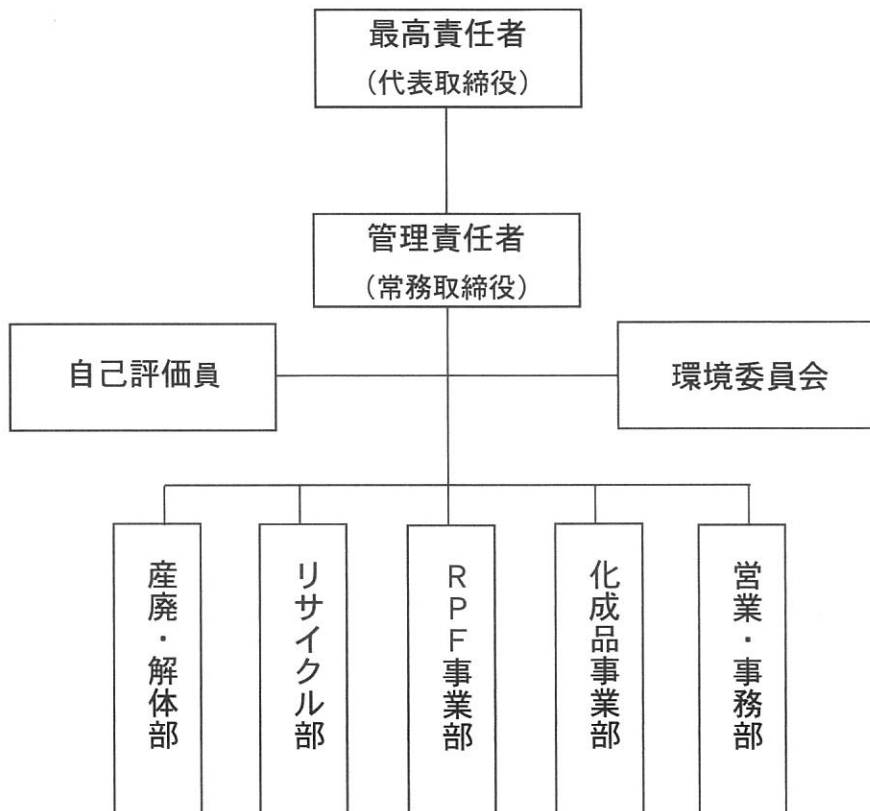 最高責任者
（代表取締役）
管理責任者
（常務取締役）
自己評価員
環境委員会
産廃・解体部
リサイクル部
RPF事業部
化成品事業部
営業・事務部